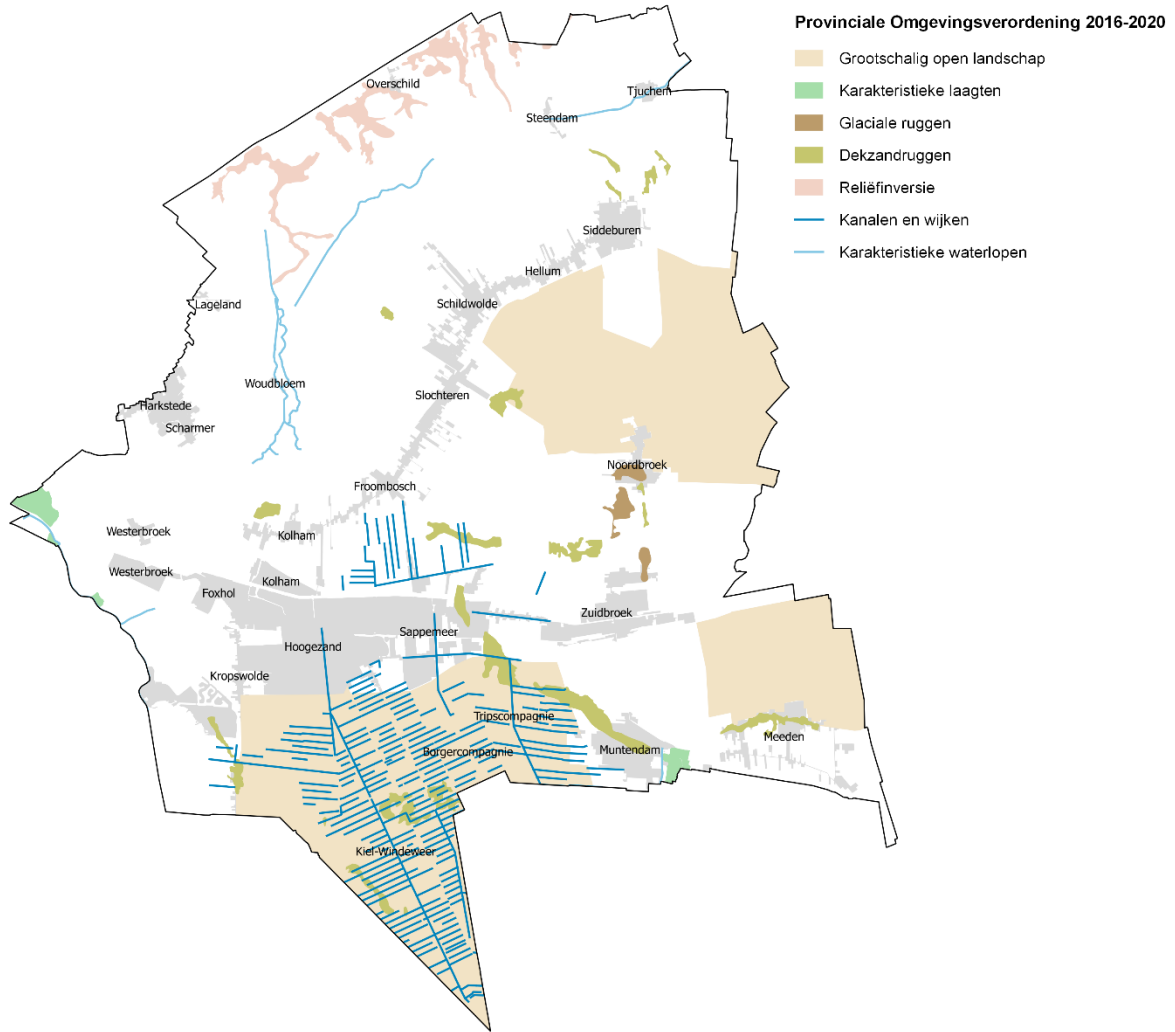 Provinciale Omgevingsverordening 2016-2020
Grootschalig open landschap
Karakteristieke laagten
Glaciale ruggen
Dekzandruggen
Reliëfinversie
Kanalen en wijken
Karakteristieke waterlopen
Overschild
Tjuchem
Steendam
Siddeburen
Hellum
Schildwolde
Lageland
Woudbloem
Slochteren
Harkstede
Scharmer
Noordbroek
Froombosch
Westerbroek
Kolham
Westerbroek
Kolham
Foxhol
Zuidbroek
Sappemeer
Hoogezand
Kropswolde
Tripscompagnie
Meeden
Muntendam
Borgercompagnie
Kiel-Windeweer